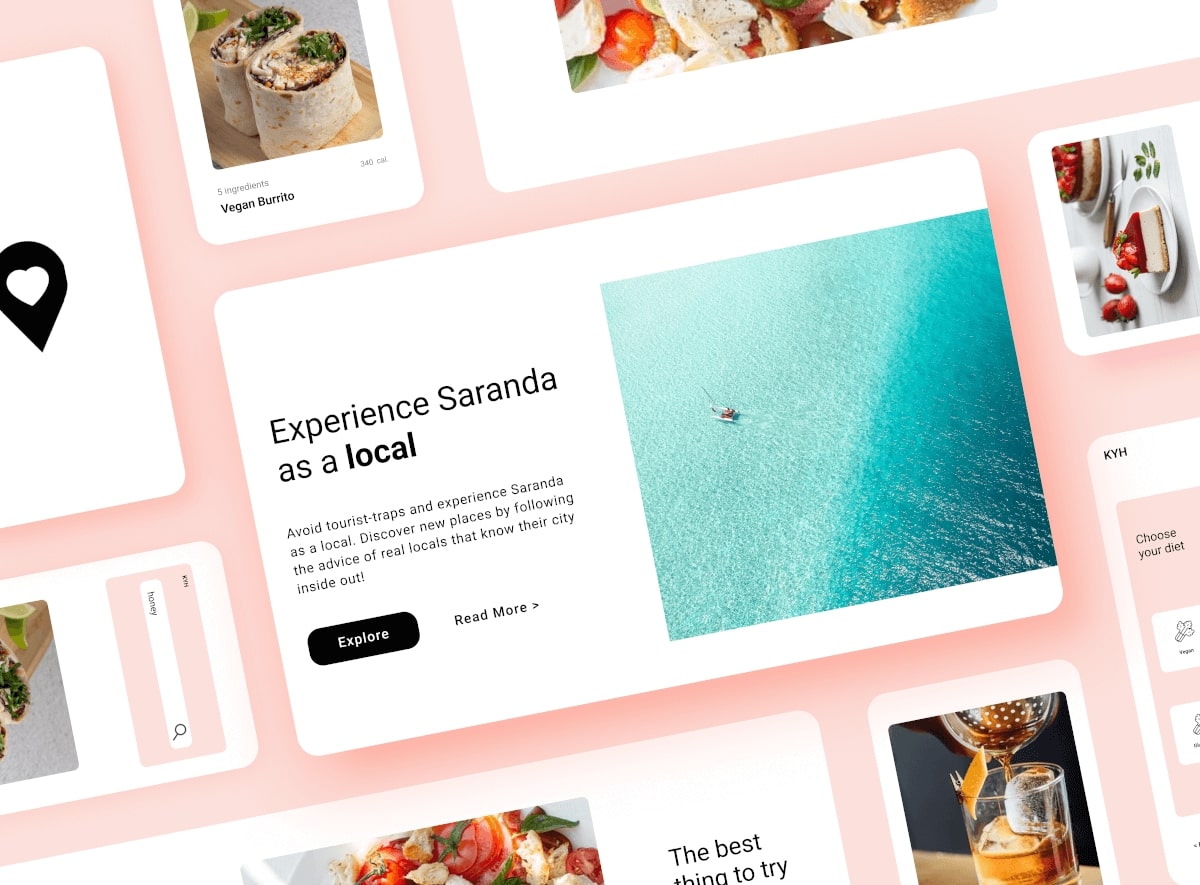 340 cal.
5 ingredients
Vegan Burrito
Experience Saranda
as a local
Avoid tourist-traps and experience Saranda
as a local. Discover new places by following
the advice of real locals that know their city
inside out!
Explore
Read More >
KYH
Choose
your diet
Vegan
KYH
honey
The best
thing to try